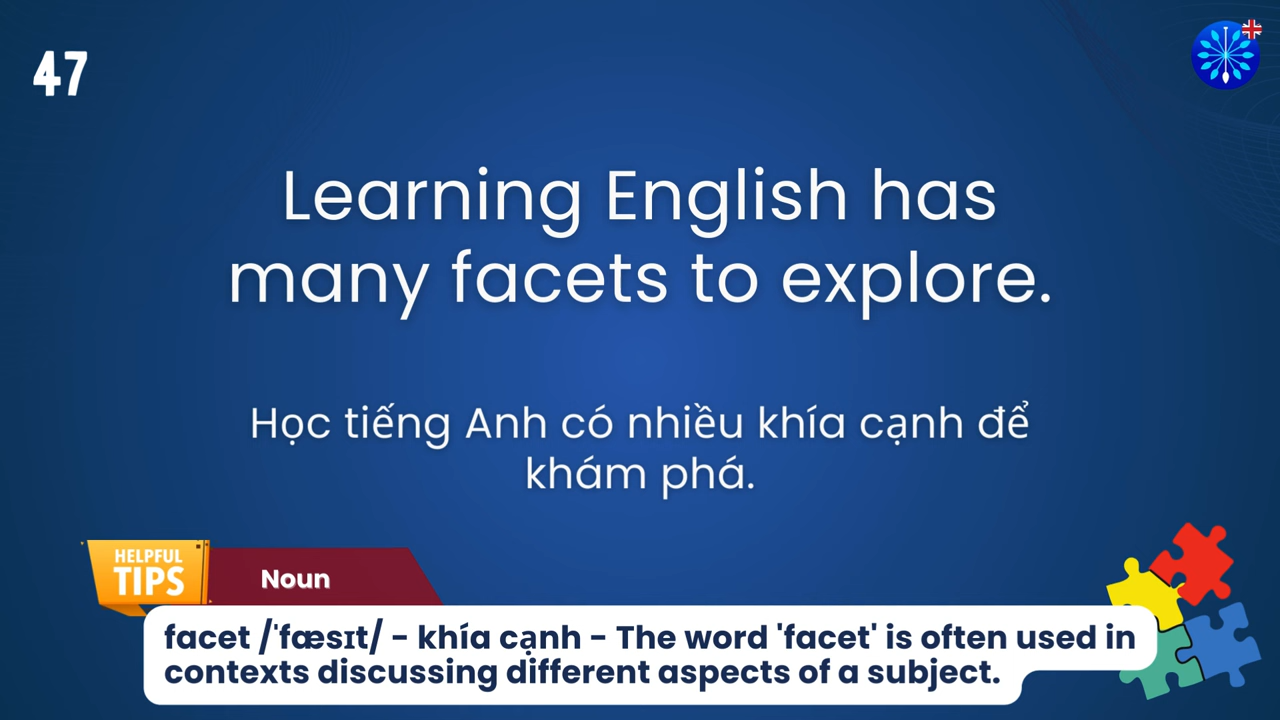 47
Learning English has
many facets to explore.
Học tiếng Anh có nhiều khía cạnh để
khám phá.
HELPFUL
TIPS
Noun
facet /ˈfæsɪt/ - khía cạnh - The word 'facet' is often used in
contexts discussing different aspects of a subject.